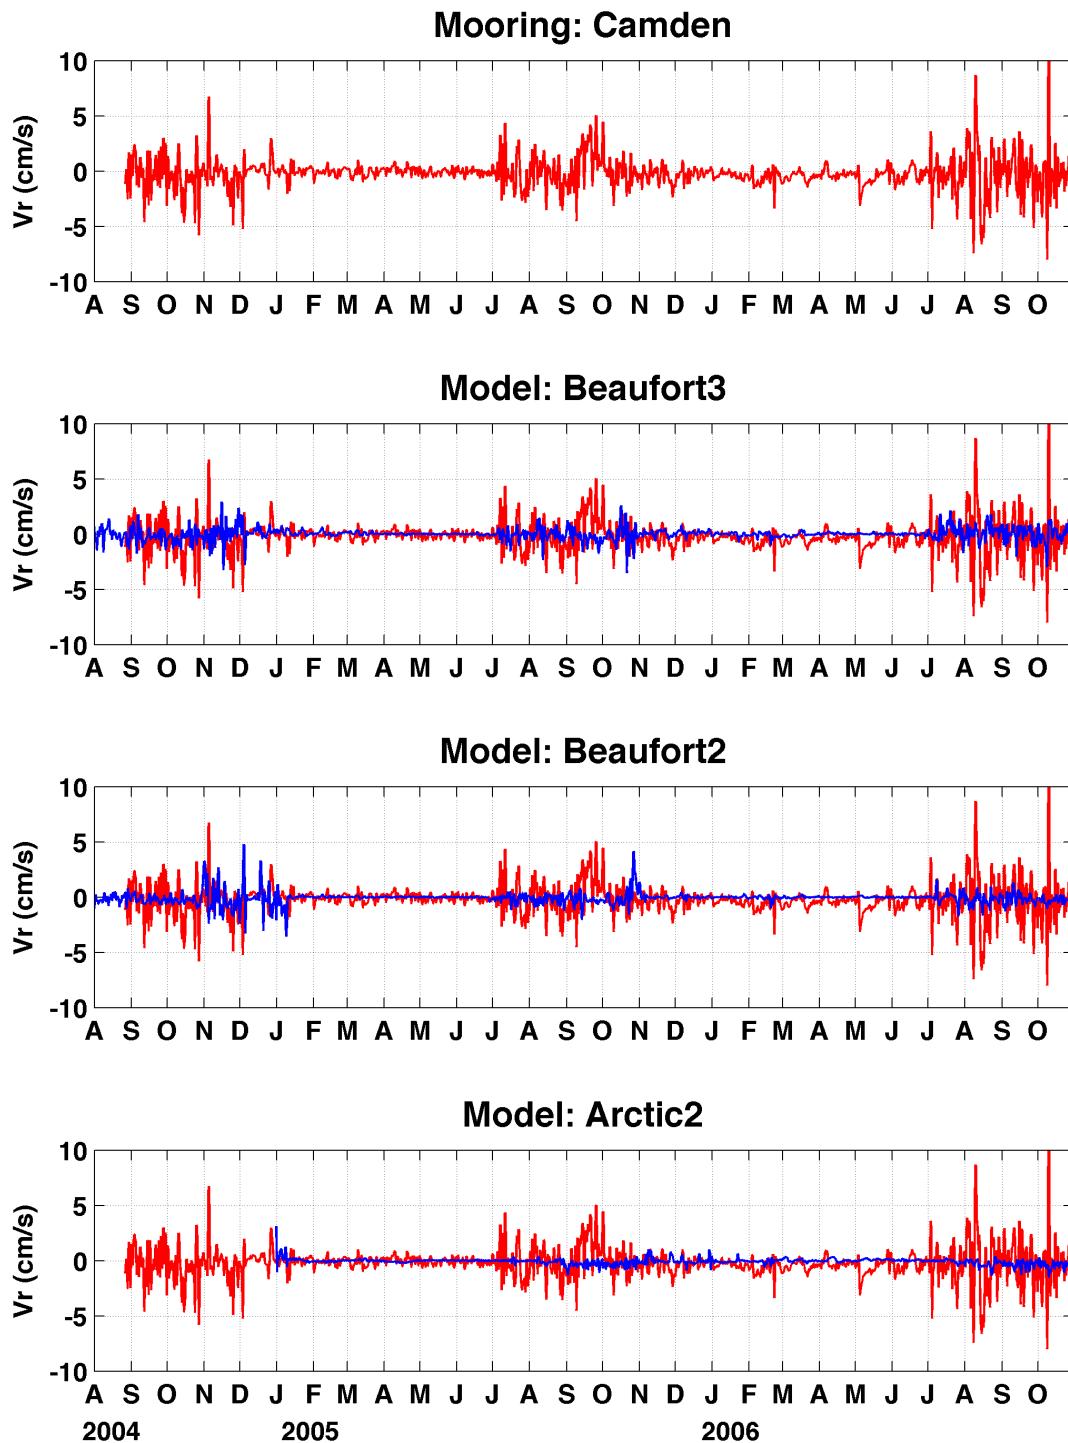 Mooring: Camden
Vr (cm/s)
10
5
0
-5
-10
A S O N D J F M A M J J A S O N D J F M A M J J A S O
Model: Beaufort3
Vr (cm/s)
10
5
0
-5
-10
A S O N D J F M A M J J A S O N D J F M A M J J A S O
Model: Beaufort2
Vr (cm/s)
10
5
0
-5
-10
A S O N D J F M A M J J A S O N D J F M A M J J A S O
Model: Arctic2
Vr (cm/s)
10
5
0
-5
-10
A S O N D J F M A M J J A S O N D J F M A M J J A S O
2004 2005 2006